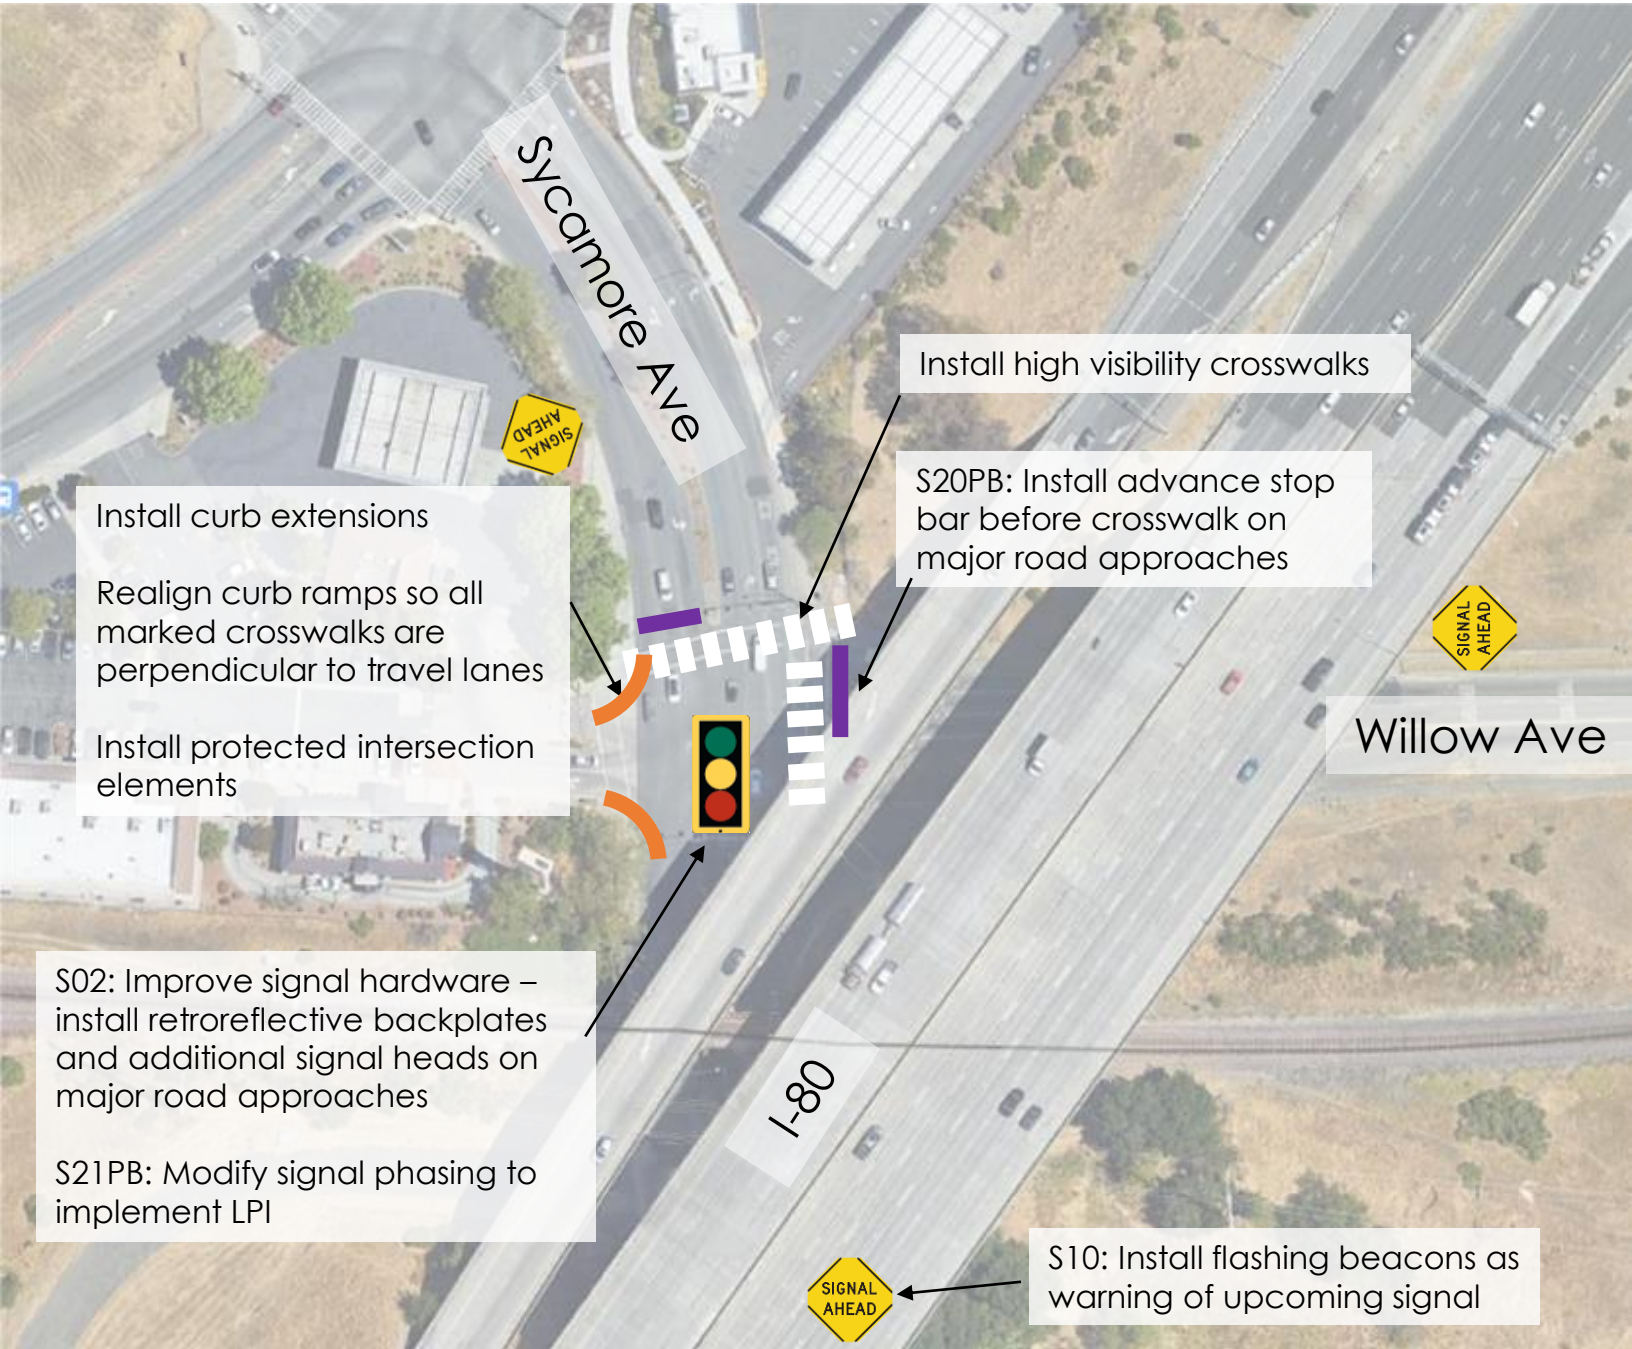 Sycamore Ave
Install high visibility crosswalks
SIGNAL
AHEAD
S20PB: Install advance stop
bar before crosswalk on
major road approaches
Install curb extensions
Realign curb ramps so all
marked crosswalks are
perpendicular to travel lanes
Install protected intersection
elements
SIGNAL
AHEAD
Willow Ave
S02: Improve signal hardware –
install retroreflective backplates
and additional signal heads on
major road approaches
S21PB: Modify signal phasing to
implement LPI
I-80
S10: Install flashing beacons as
warning of upcoming signal
SIGNAL
AHEAD